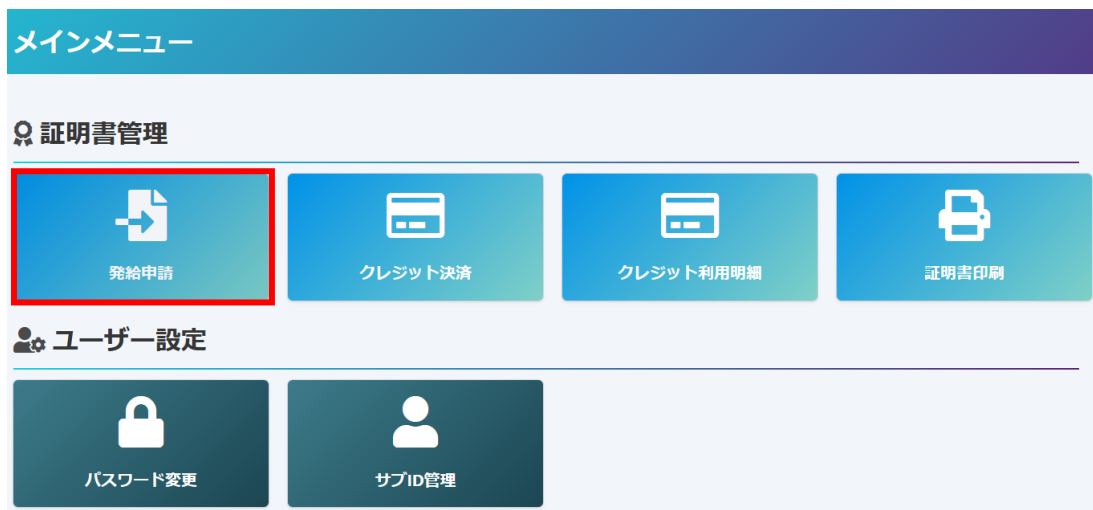 メインメニュー
証明書管理
発給申請
クレジット決済
クレジット利用明細
証明書印刷
ユーザー設定
パスワード変更
サブID管理